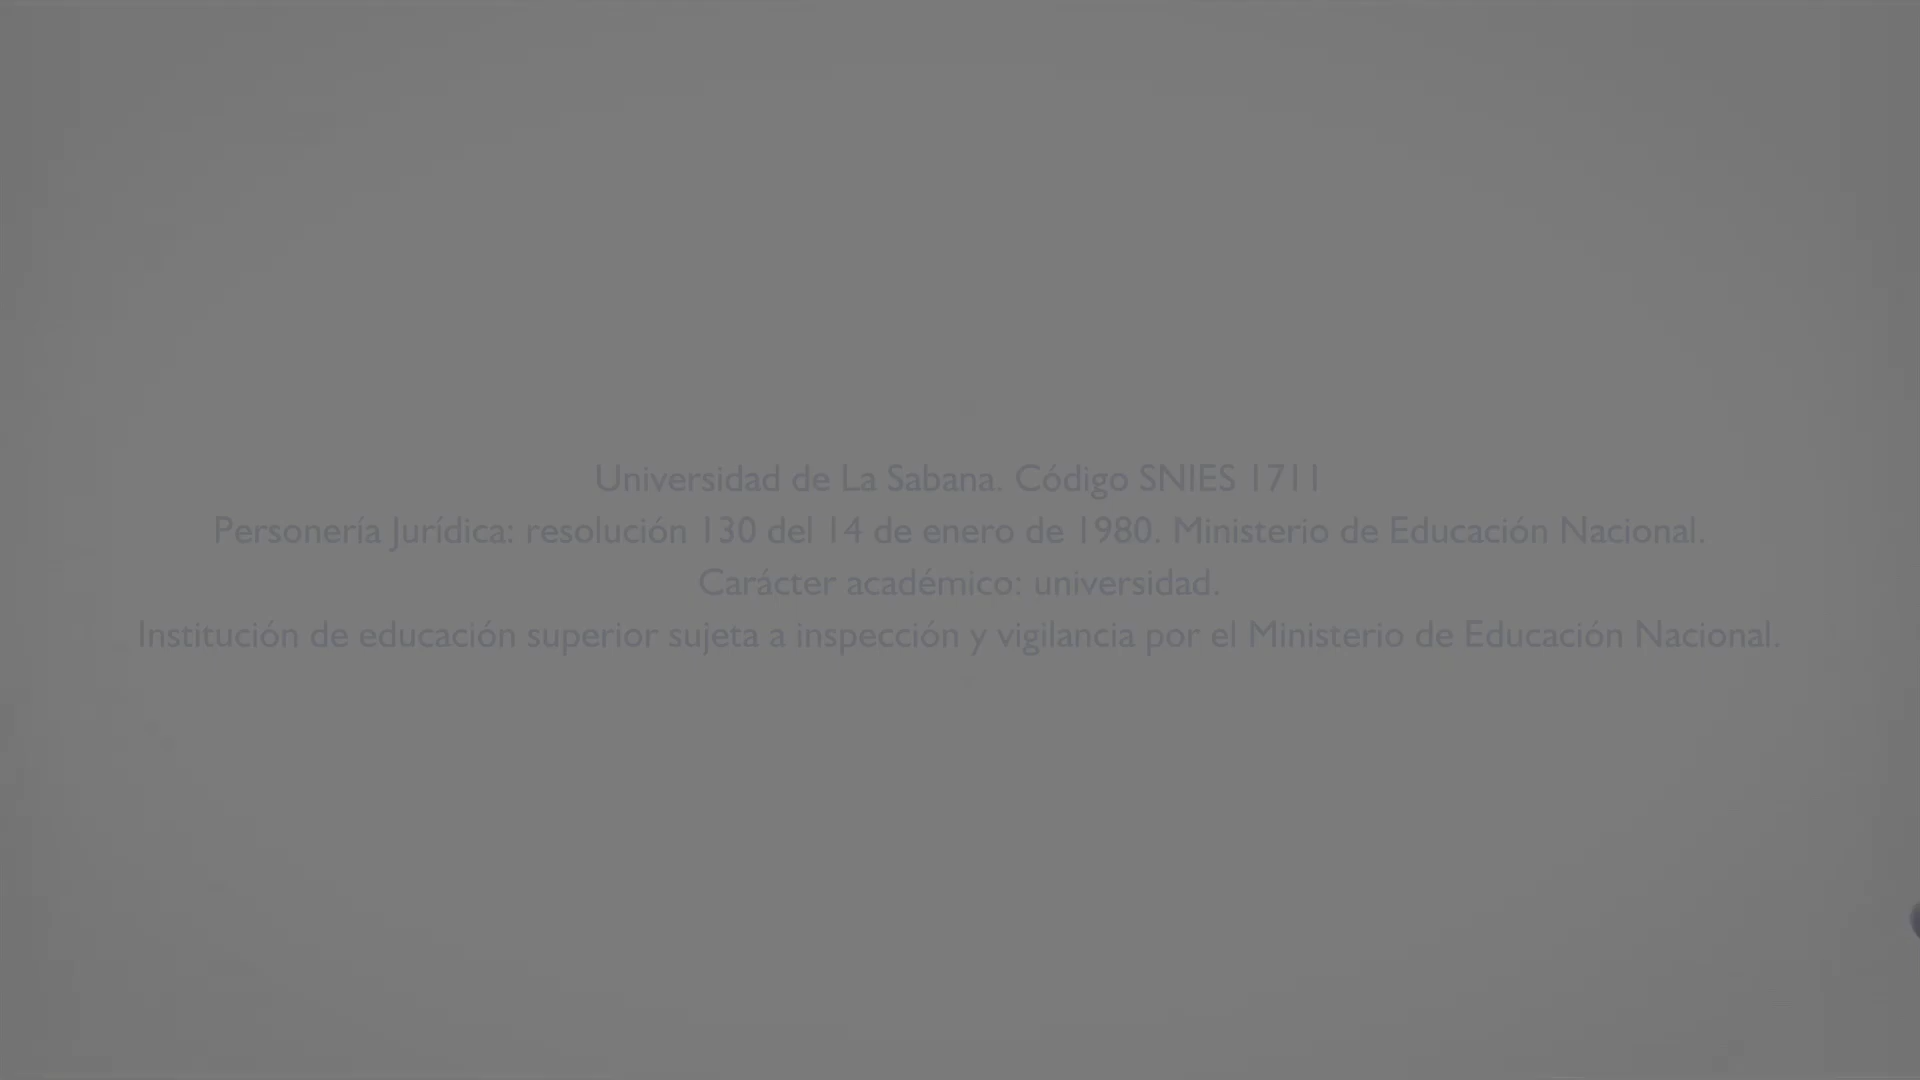 Universidad de La Sabana. Código SNIES 1711
Personería Jurídica: resolución 130 del 14 de enero de 1980. Ministerio de Educación Nacional.
Carácter académico: universidad.
Institución de educación superior sujeta a inspección y vigilancia por el Ministerio de Educación Nacional.